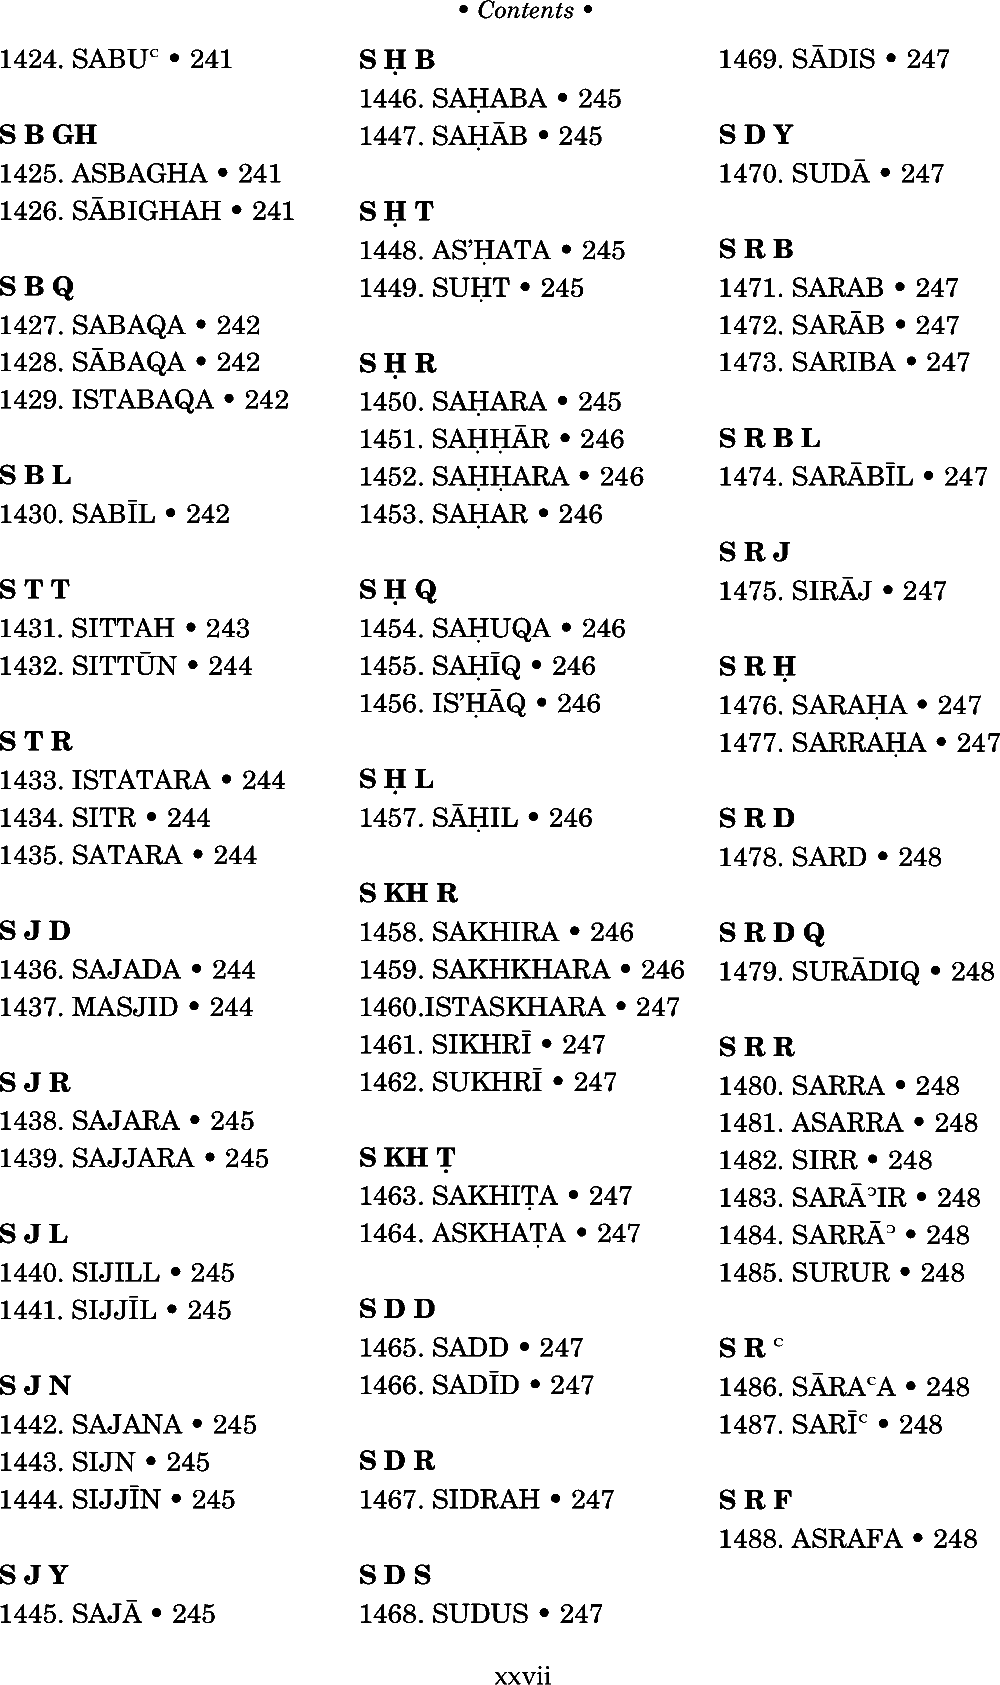 • Contents •
1424. SABUᶜ • 241
S B GH
1425. ASBAGHA • 241
1426. SĀBIGHAH • 241
S B Q
1427. SABAQA • 242
1428. SĀBAQA • 242
1429. ISTABAQA • 242
S B L
1430. SABĪL • 242
S T T
1431. SITTAH • 243
1432. SITTŪN • 244
S T R
1433. ISTATARA • 244
1434. SITR • 244
1435. SATARA • 244
S J D
1436. SAJADA • 244
1437. MASJID • 244
S J R
1438. SAJARA • 245
1439. SAJJARA • 245
S J L
1440. SIJILL • 245
1441. SIJJĪL • 245
S J N
1442. SAJANA • 245
1443. SIJN • 245
1444. SIJJĪN • 245
S J Y
1445. SAJĀ • 245
S Ḥ B
1446. SAḤABA • 245
1447. SAḤĀB • 245
S Ḥ T
1448. AS’ḤATA • 245
1449. SUḤT • 245
S Ḥ R
1450. SAḤARA • 245
1451. SAḤḤĀR • 246
1452. SAḤḤARA • 246
1453. SAḤAR • 246
S Ḥ Q
1454. SAḤUQA • 246
1455. SAḤĪQ • 246
1456. IS’ḤĀQ • 246
S Ḥ L
1457. SĀḤIL • 246
S KH R
1458. SAKHIRA • 246
1459. SAKHKHARA • 246
1460.ISTASKHARA • 247
1461. SIKHRĪ • 247
1462. SUKHRĪ • 247
S KH Ṭ
1463. SAKHIṬA • 247
1464. ASKHAṬA • 247
S D D
1465. SADD • 247
1466. SADĪD • 247
S D R
1467. SIDRAH • 247
S D S
1468. SUDUS • 247
1469. SĀDIS • 247
S D Y
1470. SUDĀ • 247
S R B
1471. SARAB • 247
1472. SARĀB • 247
1473. SARIBA • 247
S R B L
1474. SARĀBĪL • 247
S R J
1475. SIRĀJ • 247
S R Ḥ
1476. SARAḤA • 247
1477. SARRAḤA • 247
S R D
1478. SARD • 248
S R D Q
1479. SURĀDIQ • 248
S R R
1480. SARRA • 248
1481. ASARRA • 248
1482. SIRR • 248
1483. SARĀᵓIR • 248
1484. SARRĀᵓ • 248
1485. SURUR • 248
S R ᶜ
1486. SĀRAᶜA • 248
1487. SARĪᶜ • 248
S R F
1488. ASRAFA • 248
xxvii